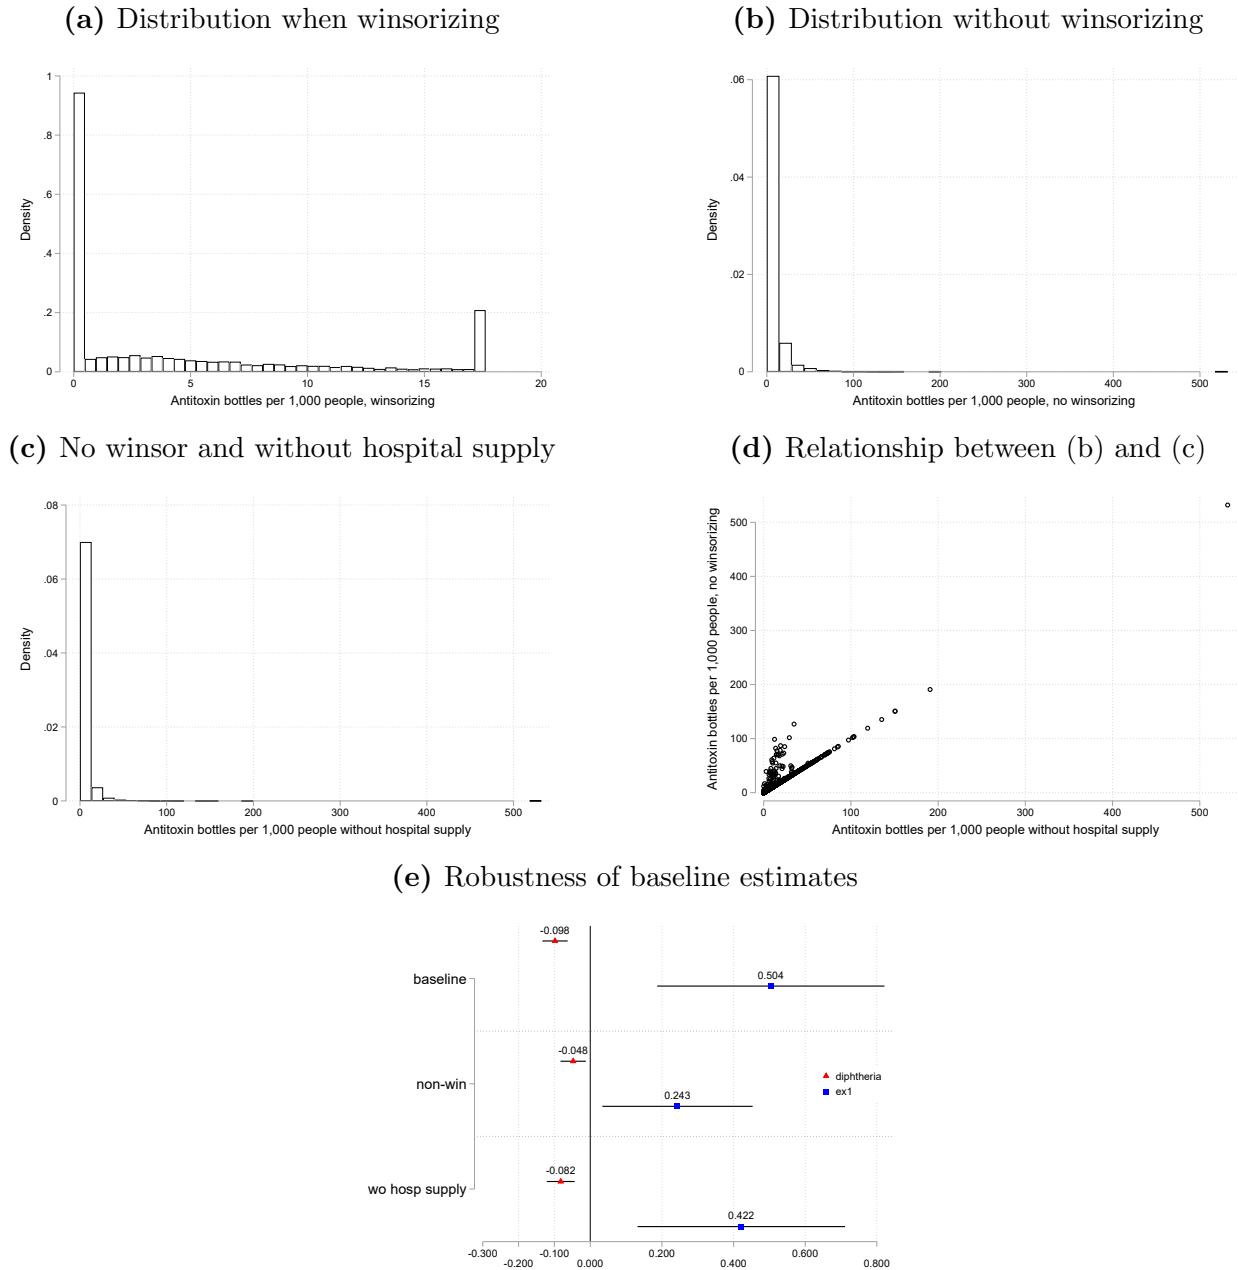 (a) Distribution when winsorizing
(b) Distribution without winsorizing
1
.8
.6
.4
.2
0
Density
0 5 10 15 20
Antitoxin bottles per 1,000 people, winsorizing
.06
.04
.02
0
Density
0 100 200 300 400 500
Antitoxin bottles per 1,000 people, no winsorizing
(c) No winsor and without hospital supply
(d) Relationship between (b) and (c)
.08
.06
.04
.02
0
Density
0 100 200 300 400 500
Antitoxin bottles per 1,000 people without hospital supply
500
400
300
200
100
0
Antitoxin bottles per 1,000 people, no winsorizing
0 100 200 300 400 500
Antitoxin bottles per 1,000 people without hospital supply
(e) Robustness of baseline estimates
-0.098
baseline
0.504
-0.048
non-win
0.243
diphtheria
ex1
-0.082
wo hosp supply
0.422
-0.300 -0.100 0.200 0.400 0.600 0.800
-0.200 0.000